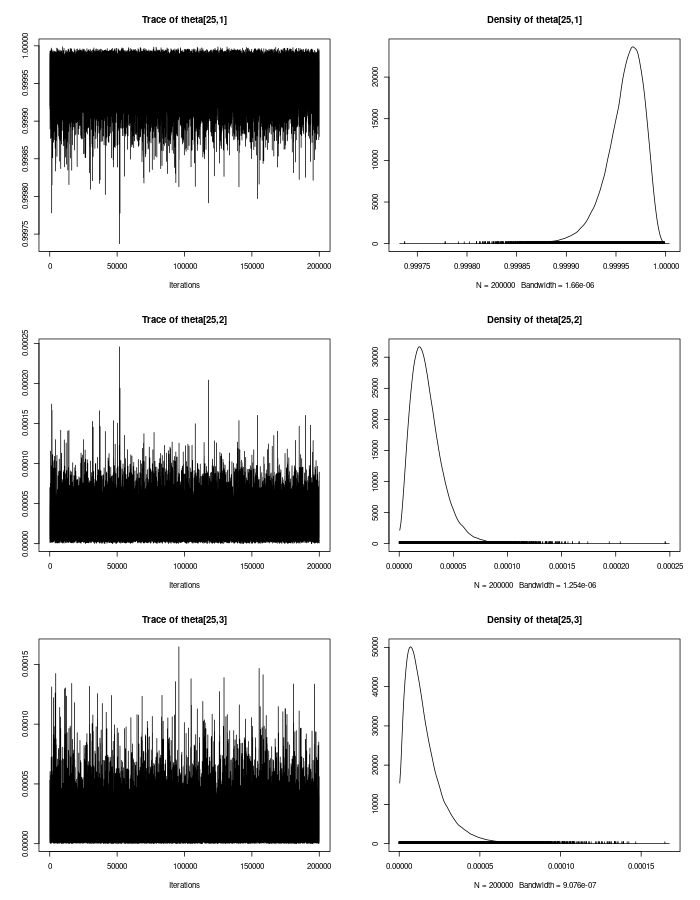 Trace of theta[25,1]
Density of theta[25,1]
0.99975 0.99980 0.99985 0.99990 0.99995 1.00000
0 50000 100000 150000 200000
Iterations
0 5000 10000 15000 20000
0.99975 0.99980 0.99985 0.99990 0.99995 1.00000
N = 200000 Bandwidth = 1.66e-06
Trace of theta[25,2]
Density of theta[25,2]
0.00000 0.00005 0.00010 0.00015 0.00020 0.00025
0 50000 100000 150000 200000
Iterations
0 5000 10000 15000 20000 25000 30000
0.00000 0.00005 0.00010 0.00015 0.00020 0.00025
N = 200000 Bandwidth = 1.254e-06
Trace of theta[25,3]
Density of theta[25,3]
0.00000 0.00005 0.00010 0.00015
0 50000 100000 150000 200000
Iterations
0 10000 20000 30000 40000 50000
0.00000 0.00005 0.00010 0.00015
N = 200000 Bandwidth = 9.076e-07